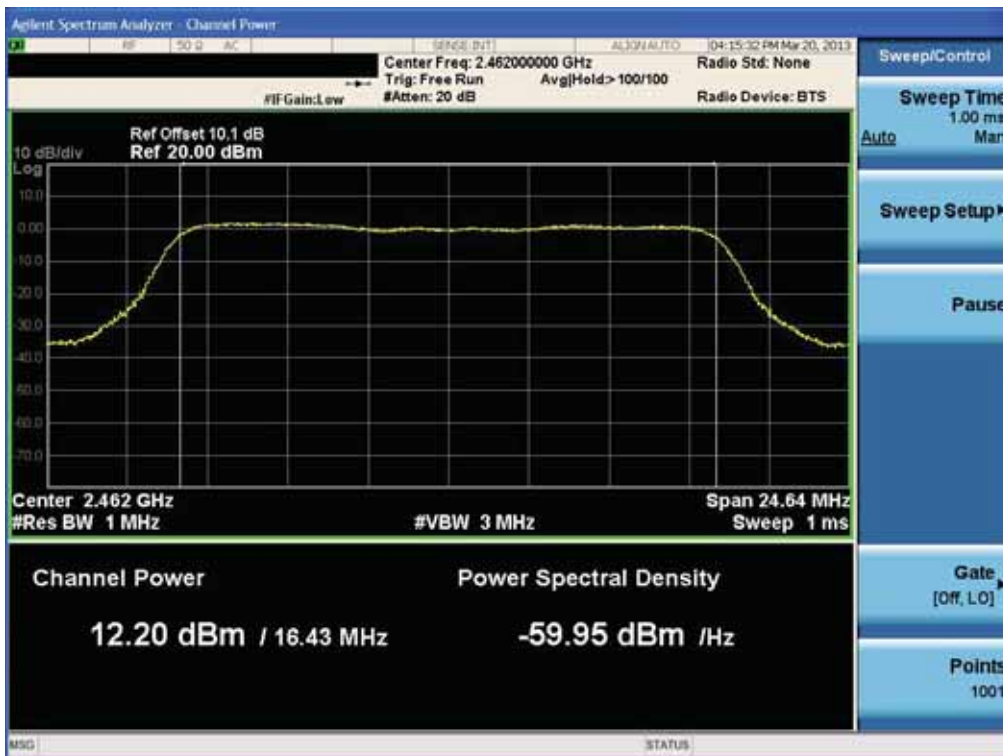 Agilent Spectrum Analyzer - Channel Power
RF 50 Ω AC SENSE:INT ALIGN AUTO 04:15:32 PM Mar 20, 2013
Center Freq: 2.462000000 GHz Radio Std: None
Trig: Free Run Avg|Hold:> 100/100
#IFGain:Low #Atten: 20 dB Radio Device: BTS
Ref Offset 10.1 dB
10 dB/div Ref 20.00 dBm
Log
10.0
0.00
-10.0
-20.0
-30.0
-40.0
-50.0
-60.0
-70.0
Center 2.462 GHz Span 24.64 MHz
#Res BW 1 MHz #VBW 3 MHz Sweep 1 ms
Channel Power Power Spectral Density
12.20 dBm / 16.43 MHz -59.95 dBm /Hz
MSG STATUS
Sweep/Control
Sweep Time
1.00 ms
Auto Man
Sweep Setup
Pause
Gate
[Off, LO]
Points
1001